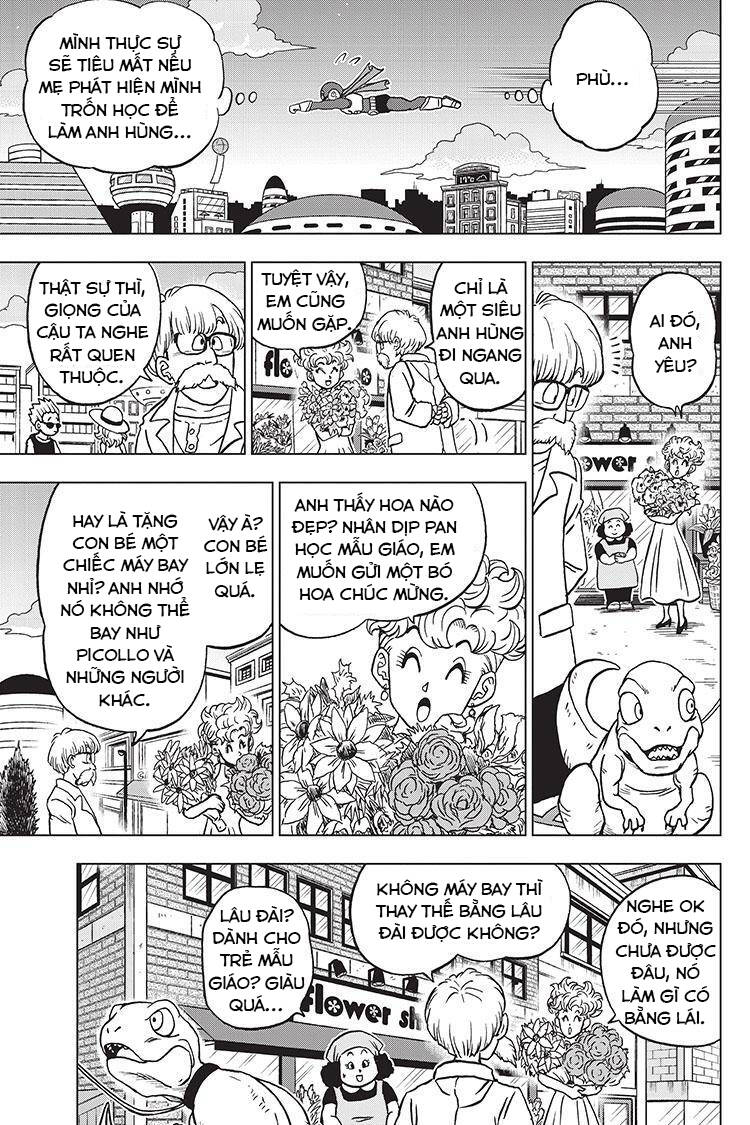 PHÙ...
MÌNH THỰC SỰ
SẼ TIÊU MẤT NẾU
MẸ PHÁT HIỆN MÌNH
TRỐN HỌC ĐỂ
LÀM ANH HÙNG...
17°C
AI ĐÓ,
ANH
YÊU?
flower
CHỈ LÀ
MỘT SIÊU
ANH HÙNG
ĐI NGANG
QUA.
TUYỆT VẬY,
EM CŨNG
MUỐN GẶP.
flo
THẬT SỰ THÌ,
GIỌNG CỦA
CẬU TA NGHE
RẤT QUEN
THUỘC.
ANH THẤY HOA NÀO
ĐẸP? NHÂN DỊP PAN
HỌC MẪU GIÁO, EM
MUỐN GỬI MỘT BÓ
HOA CHÚC MỪNG.
VẬY À?
CON BÉ
LỚN LẸ
QUÁ.
HAY LÀ TẶNG
CON BÉ MỘT
CHIẾC MÁY BAY
NHỈ? ANH NHỚ
NÓ KHÔNG THỂ
BAY NHƯ
PICOLLO VÀ
NHỮNG NGƯỜI
KHÁC.
NGHE OK
ĐÓ, NHƯNG
CHƯA ĐƯỢC
ĐÂU, NÓ
LÀM GÌ CÓ
BẰNG LÁI.
KHÔNG MÁY BAY THÌ
THAY THẾ BẰNG LÂU
ĐÀI ĐƯỢC KHÔNG?
LÂU ĐÀI?
DÀNH CHO
TRẺ MẪU
GIÁO? GIÀU
QUÁ...
flower sh